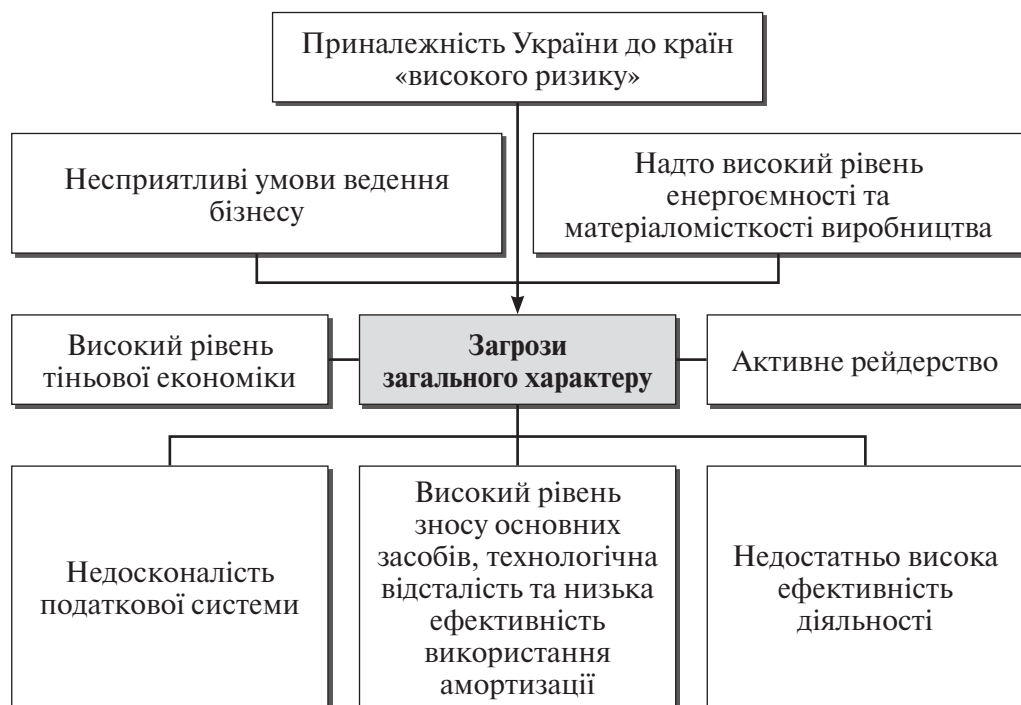 Приналежність України до країн
«високого ризику»
Несприятливі умови ведення
бізнесу
Надто високий рівень
енергоємності та
матеріаломісткості виробництва
Високий рівень
тіньової економіки
Загрози
загального характеру
Активне рейдерство
Недосконалість
податкової системи
Високий рівень
зносу основних
засобів, технологічна
відсталість та низька
ефективність
використання
амортизації
Недостатньо висока
ефективність
діяльності